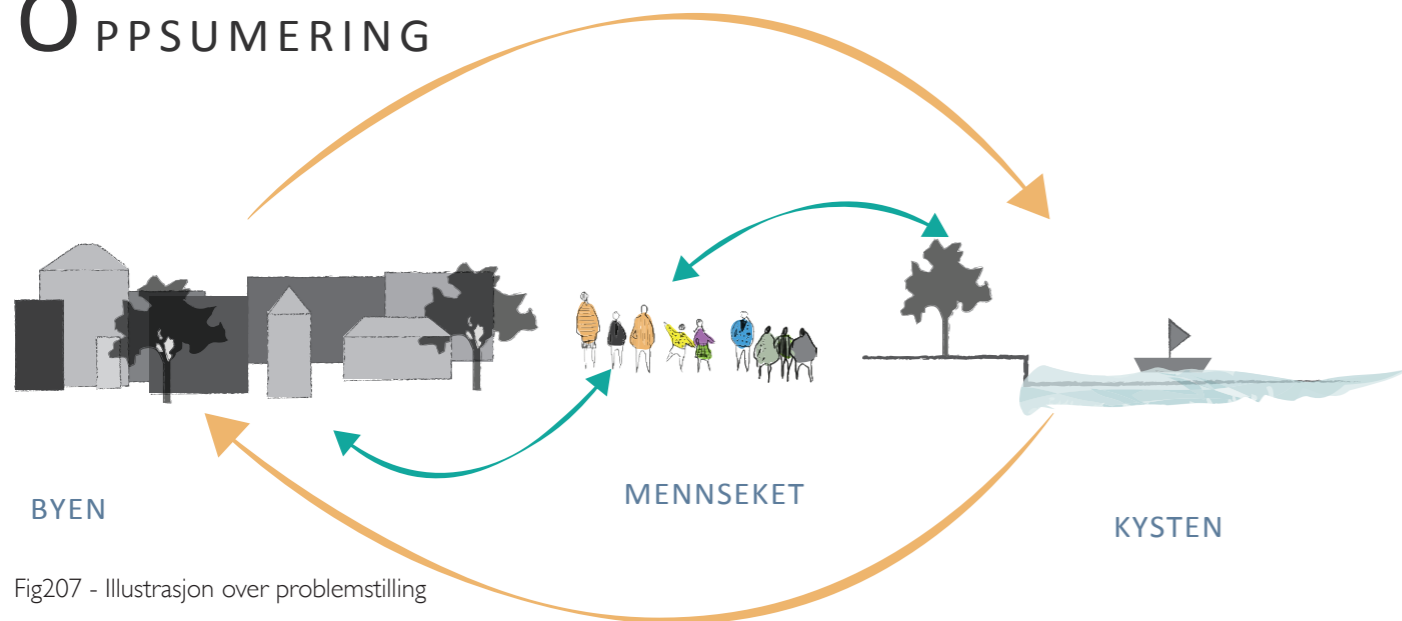 OPPSUMERING
BYEN
MENNSEKET
KYSTEN
Fig207 - Illustrasjon over problemstilling